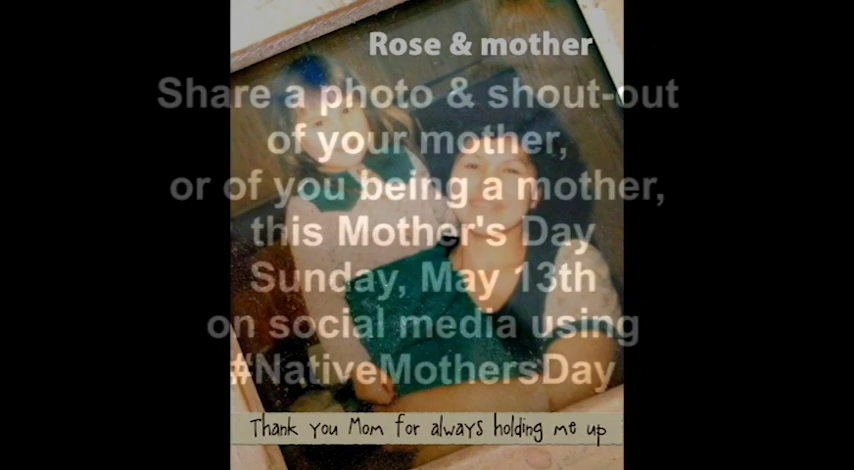 Rose & mother
Share a photo & shout-out
of your mother,
or of you being a mother,
this Mother's Day
Sunday, May 13th
on social media using
#NativeMothersDay
Thank you Mom for always holding me up